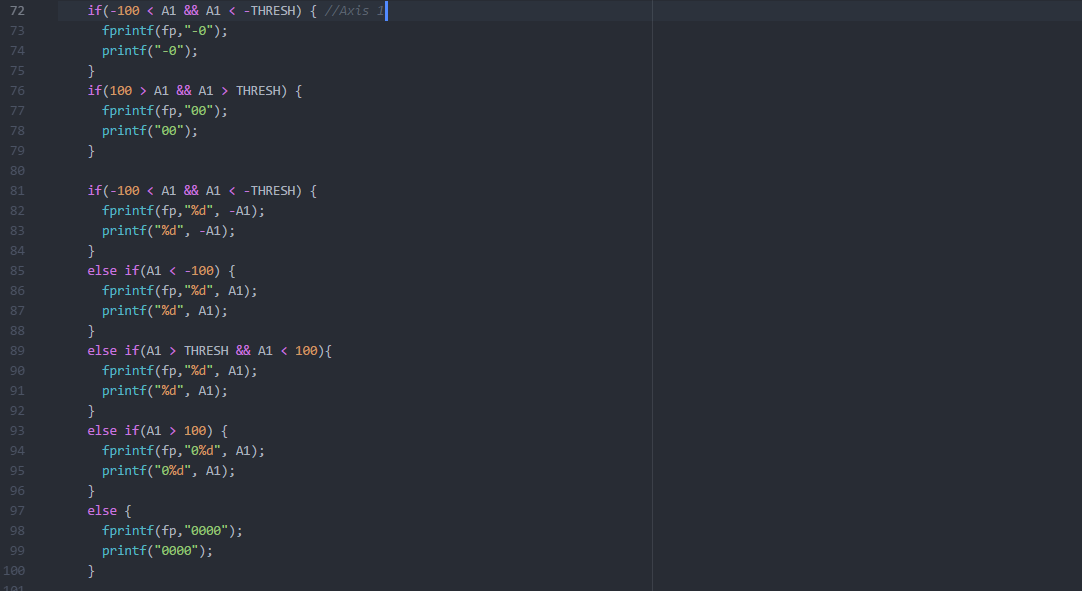 72 if(-100 < A1 && A1 < -THRESH) { //Axis 1
73 fprintf(fp,"-0");
74 printf("-0");
75 }
76 if(100 > A1 && A1 > THRESH) {
77 fprintf(fp,"00");
78 printf("00");
79 }
80
81 if(-100 < A1 && A1 < -THRESH) {
82 fprintf(fp,"%d", -A1);
83 printf("%d", -A1);
84 }
85 else if(A1 < -100) {
86 fprintf(fp,"%d", A1);
87 printf("%d", A1);
88 }
89 else if(A1 > THRESH && A1 < 100){
90 fprintf(fp,"%d", A1);
91 printf("%d", A1);
92 }
93 else if(A1 > 100) {
94 fprintf(fp,"0%d", A1);
95 printf("0%d", A1);
96 }
97 else {
98 fprintf(fp,"0000");
99 printf("0000");
100 }
101